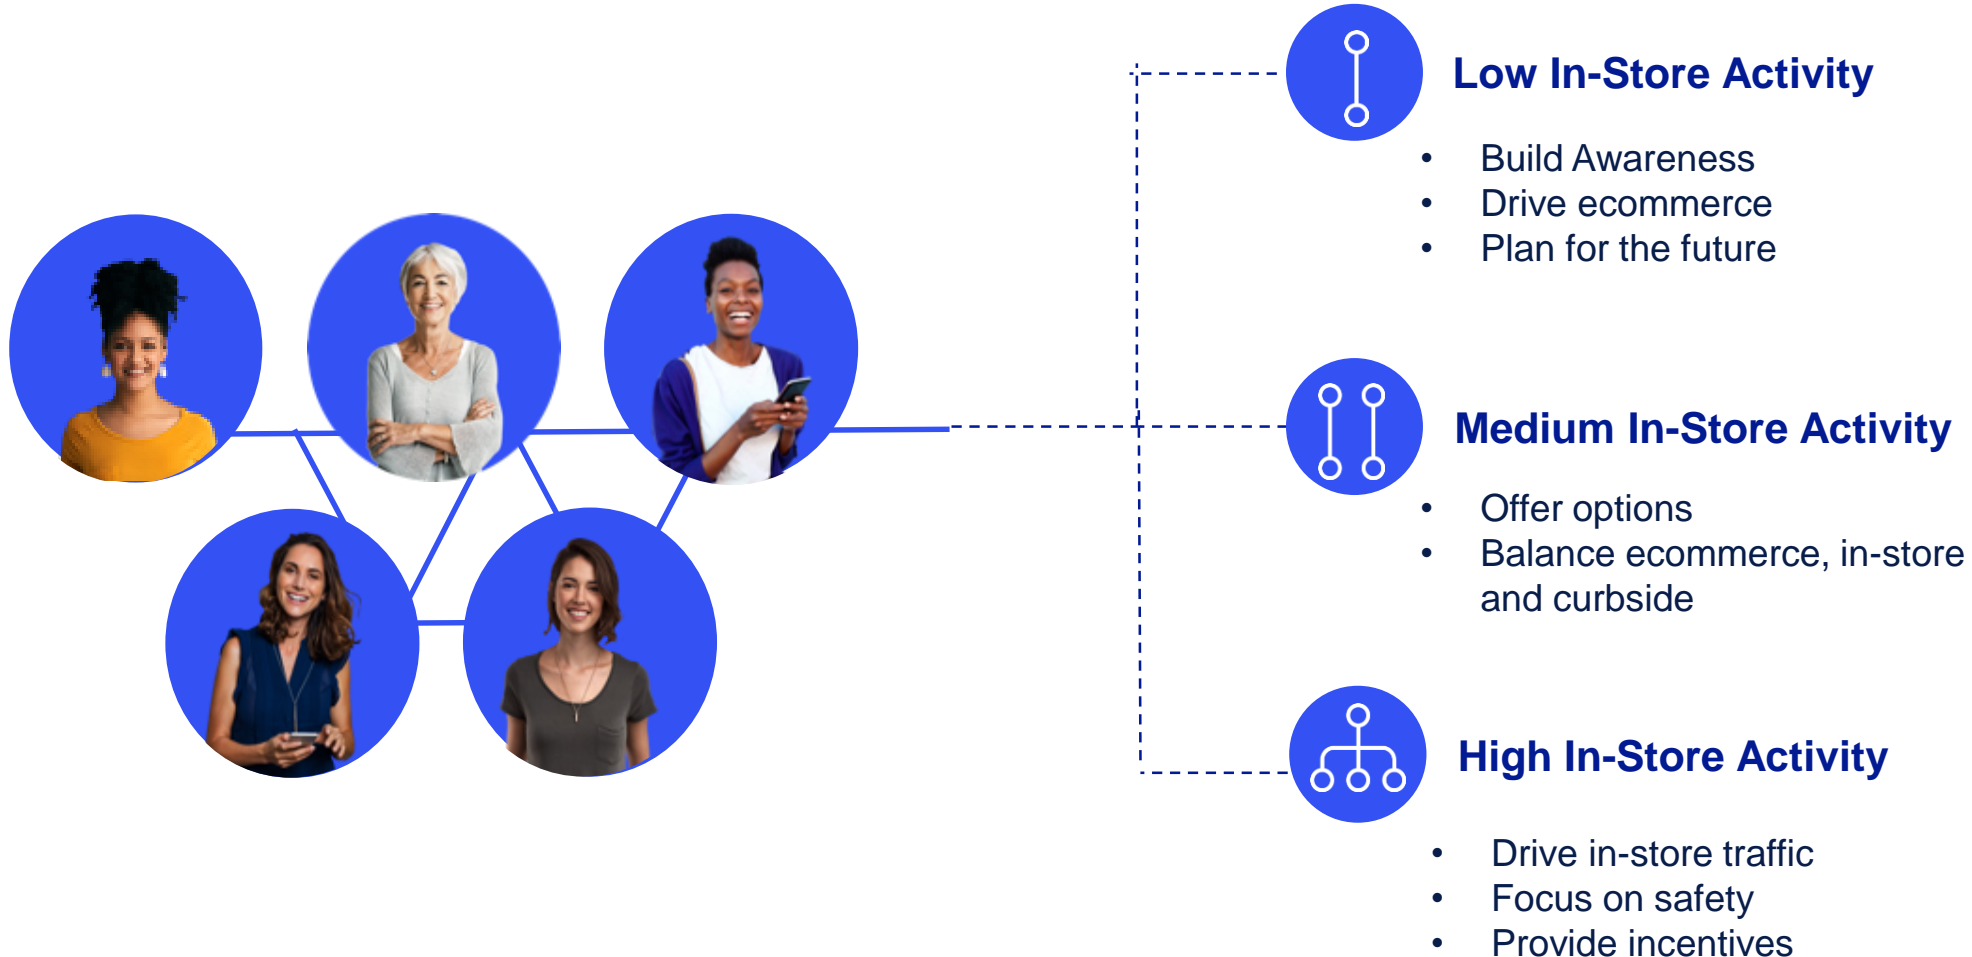 Low In-Store Activity
• Build Awareness
• Drive ecommerce
• Plan for the future
Medium In-Store Activity
• Offer options
• Balance ecommerce, in-store
and curbside
High In-Store Activity
• Drive in-store traffic
• Focus on safety
• Provide incentives